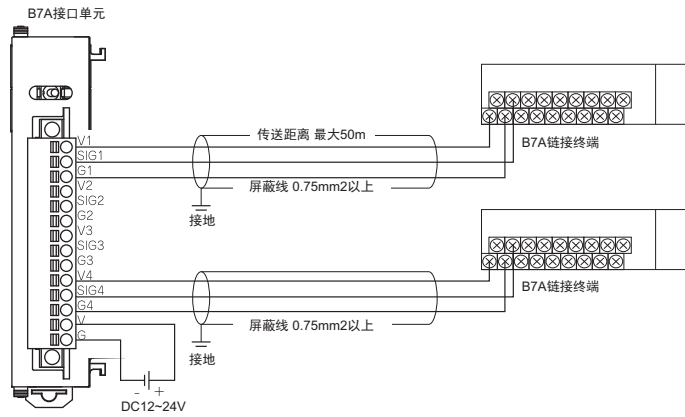 B7A接口单元
V1
SIG1
G1
V2
SIG2
G2
V3
SIG3
G3
V4
SIG4
G4
V
G
传送距离 最大50m
屏蔽线 0.75mm2以上
接地
B7A链接终端
屏蔽线 0.75mm2以上
接地
B7A链接终端
- +
DC12~24V